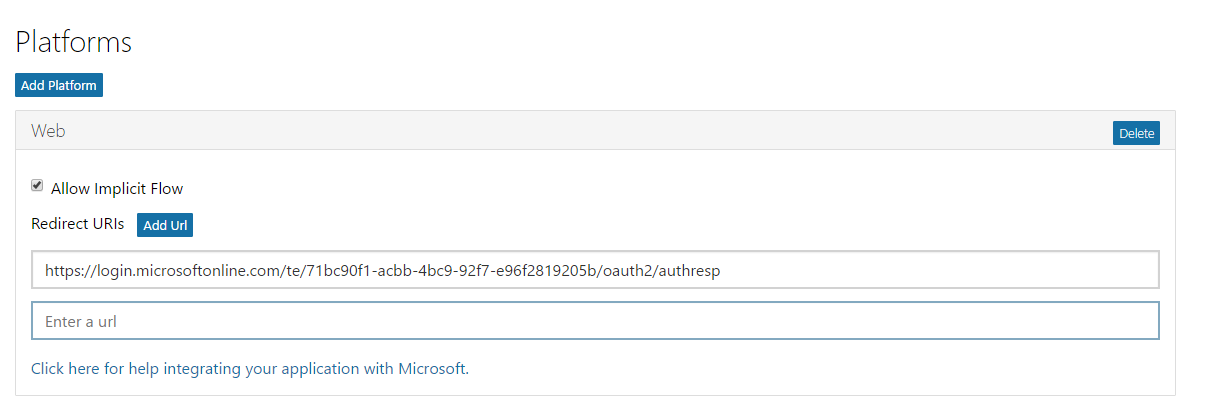 Platforms
Add Platform
Web
Delete
Allow Implicit Flow
Redirect URIs Add Url
https://login.microsoftonline.com/te/71bc90f1-acbb-4bc9-92f7-e96f2819205b/oauth2/authresp
Enter a url
Click here for help integrating your application with Microsoft.